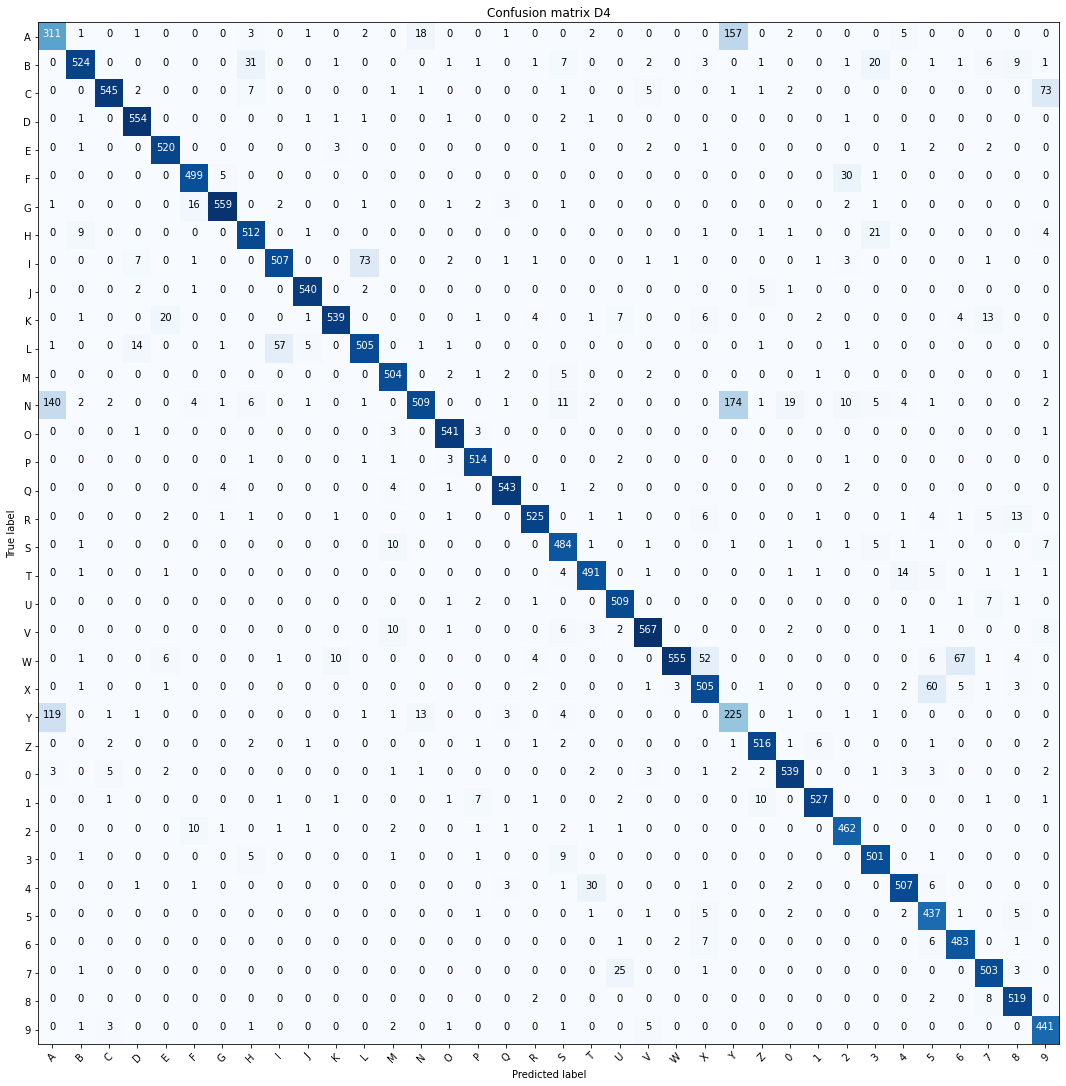 Confusion matrix D4
A 311 1 0 1 0 0 0 3 0 1 0 2 0 18 0 0 1 0 0 2 0 0 0 0 157 0 2 0 0 0 5 0 0 0 0 0
B 0 524 0 0 0 0 0 31 0 0 1 0 0 0 1 1 0 1 7 0 0 2 0 3 0 1 0 0 1 20 0 1 1 6 9 1
C 0 0 545 2 0 0 0 7 0 0 0 0 1 1 0 0 0 0 1 0 0 5 0 0 1 1 2 0 0 0 0 0 0 0 0 73
D 0 1 0 554 0 0 0 0 0 1 1 1 0 0 1 0 0 0 2 1 0 0 0 0 0 0 0 0 1 0 0 0 0 0 0 0
E 0 1 0 0 520 0 0 0 0 0 3 0 0 0 0 0 0 0 1 0 0 2 0 1 0 0 0 0 0 0 1 2 0 2 0 0
F 0 0 0 0 0 499 5 0 0 0 0 0 0 0 0 0 0 0 0 0 0 0 0 0 0 0 0 0 30 1 0 0 0 0 0 0
G 1 0 0 0 0 16 559 0 2 0 0 1 0 0 1 2 3 0 1 0 0 0 0 0 0 0 0 0 2 1 0 0 0 0 0 0
H 0 9 0 0 0 0 0 512 0 1 0 0 0 0 0 0 0 0 0 0 0 0 0 1 0 1 1 0 0 21 0 0 0 0 0 4
I 0 0 0 7 0 1 0 0 507 0 0 73 0 0 2 0 1 1 0 0 0 1 1 0 0 0 0 1 3 0 0 0 0 1 0 0
J 0 0 0 2 0 1 0 0 0 540 0 2 0 0 0 0 0 0 0 0 0 0 0 0 0 5 1 0 0 0 0 0 0 0 0 0
K 0 1 0 0 20 0 0 0 0 1 539 0 0 0 0 1 0 4 0 1 7 0 0 6 0 0 0 2 0 0 0 0 4 13 0 0
L 1 0 0 14 0 0 1 0 57 5 0 505 0 1 1 0 0 0 0 0 0 0 0 0 0 1 0 0 1 0 0 0 0 0 0 0
M 0 0 0 0 0 0 0 0 0 0 0 0 504 0 2 1 2 0 5 0 0 2 0 0 0 0 0 1 0 0 0 0 0 0 0 1
N 140 2 2 0 0 4 1 6 0 1 0 1 0 509 0 0 1 0 11 2 0 0 0 0 174 1 19 0 10 5 4 1 0 0 0 2
O 0 0 0 1 0 0 0 0 0 0 0 0 3 0 541 3 0 0 0 0 0 0 0 0 0 0 0 0 0 0 0 0 0 0 0 1
P 0 0 0 0 0 0 0 1 0 0 0 1 1 0 3 514 0 0 0 0 2 0 0 0 0 0 0 0 1 0 0 0 0 0 0 0
Q 0 0 0 0 0 0 4 0 0 0 0 0 4 0 1 0 543 0 1 2 0 0 0 0 0 0 0 0 2 0 0 0 0 0 0 0
R 0 0 0 0 2 0 1 1 0 0 1 0 0 0 1 0 0 525 0 1 1 0 0 6 0 0 0 1 0 0 1 4 1 5 13 0
S 0 1 0 0 0 0 0 0 0 0 0 0 10 0 0 0 0 0 484 1 0 1 0 0 1 0 1 0 1 5 1 1 0 0 0 7
T 0 1 0 0 1 0 0 0 0 0 0 0 0 0 0 0 0 0 4 491 0 1 0 0 0 0 1 1 0 0 14 5 0 1 1 1
U 0 0 0 0 0 0 0 0 0 0 0 0 0 0 1 2 0 1 0 0 509 0 0 0 0 0 0 0 0 0 0 0 1 7 1 0
V 0 0 0 0 0 0 0 0 0 0 0 0 10 0 1 0 0 0 6 3 2 567 0 0 0 0 2 0 0 0 1 1 0 0 0 8
W 0 1 0 0 6 0 0 0 1 0 10 0 0 0 0 0 0 4 0 0 0 0 555 52 0 0 0 0 0 0 0 6 67 1 4 0
X 0 1 0 0 1 0 0 0 0 0 0 0 0 0 0 0 0 2 0 0 0 1 3 505 0 1 0 0 0 0 2 60 5 1 3 0
Y 119 0 1 1 0 0 0 0 0 0 0 1 1 13 0 0 3 0 4 0 0 0 0 0 225 0 1 0 1 1 0 0 0 0 0 0
Z 0 0 2 0 0 0 0 2 0 1 0 0 0 0 0 1 0 1 2 0 0 0 0 0 1 516 1 6 0 0 0 1 0 0 0 2
0 3 0 5 0 2 0 0 0 0 0 0 0 1 1 0 0 0 0 0 2 0 3 0 1 2 2 539 0 0 1 3 3 0 0 0 2
1 0 0 1 0 0 0 0 0 1 0 1 0 0 0 1 7 0 1 0 0 2 0 0 0 0 10 0 527 0 0 0 0 0 1 0 1
2 0 0 0 0 0 10 1 0 1 1 0 0 2 0 0 1 1 0 2 1 1 0 0 0 0 0 0 0 462 0 0 0 0 0 0 0
3 0 1 0 0 0 0 0 5 0 0 0 0 1 0 0 1 0 0 9 0 0 0 0 0 0 0 0 0 0 501 0 1 0 0 0 0
4 0 0 0 1 0 1 0 0 0 0 0 0 0 0 0 0 3 0 1 30 0 0 0 1 0 0 2 0 0 0 507 6 0 0 0 0
5 0 0 0 0 0 0 0 0 0 0 0 0 0 0 0 1 0 0 0 1 0 1 0 5 0 0 2 0 0 0 2 437 1 0 5 0
6 0 0 0 0 0 0 0 0 0 0 0 0 0 0 0 0 0 0 0 0 1 0 2 7 0 0 0 0 0 0 0 6 483 0 1 0
7 0 1 0 0 0 0 0 0 0 0 0 0 0 0 0 0 0 0 0 0 25 0 0 1 0 0 0 0 0 0 0 0 0 503 3 0
8 0 0 0 0 0 0 0 0 0 0 0 0 0 0 0 0 0 2 0 0 0 0 0 0 0 0 0 0 0 0 0 2 0 8 519 0
9 0 1 3 0 0 0 0 1 0 0 0 0 2 0 1 0 0 0 1 0 0 5 0 0 0 0 0 0 0 0 0 0 0 0 0 441
A B C D E F G H I J K L M N O P Q R S T U V W X Y Z 0 1 2 3 4 5 6 7 8 9
Predicted label
True label